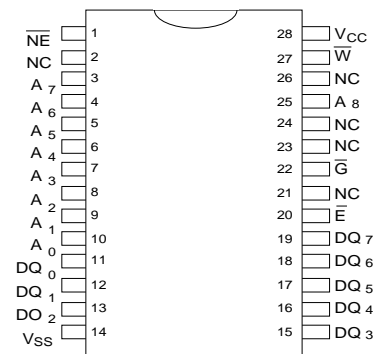 NE 1 28 VCC
NC 2 27 W
A7 3 26 NC
A6 4 25 A8
A5 5 24 NC
A4 6 23 NC
A3 7 22 G
A2 8 21 NC
A1 9 20 E
A0 10 19 DQ7
DQ0 11 18 DQ6
DQ1 12 17 DQ5
DO2 13 16 DQ4
VSS 14 15 DQ3